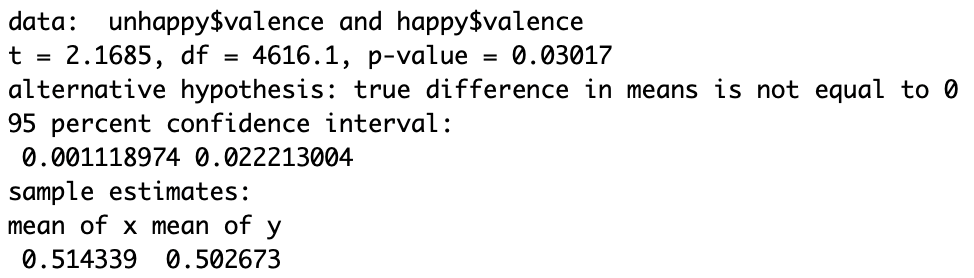 data:  unhappy$valence and happy$valence
t = 2.1685, df = 4616.1, p-value = 0.03017
alternative hypothesis: true difference in means is not equal to 0
95 percent confidence interval:
 0.001118974 0.022213004
sample estimates:
mean of x mean of y
 0.514339  0.502673